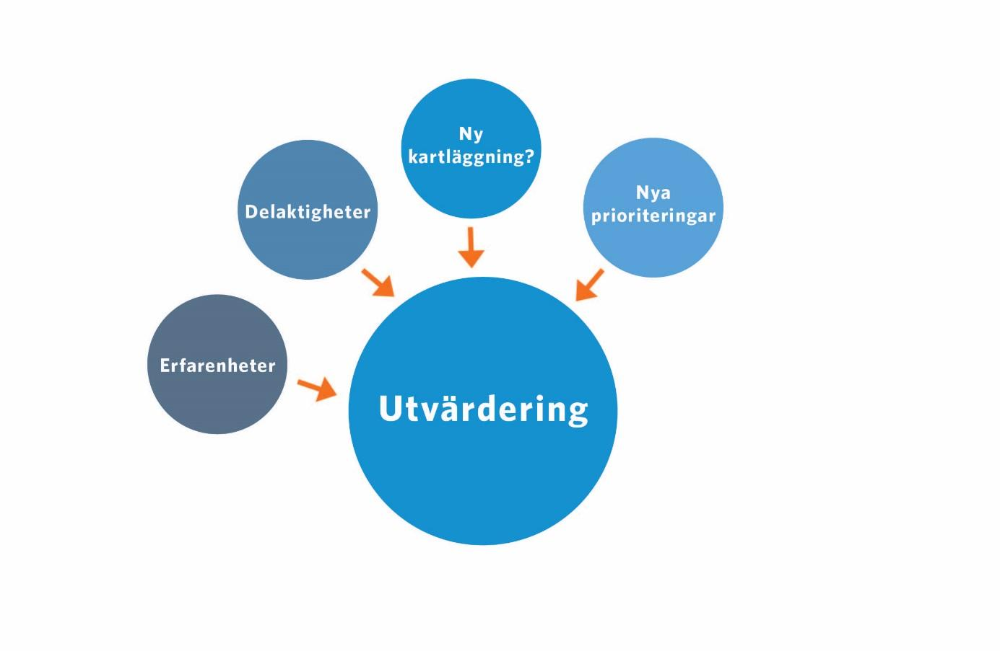 Ny
kartläggning?
Nya
prioriteringar
Delaktigheter
Erfarenheter
Utvärdering